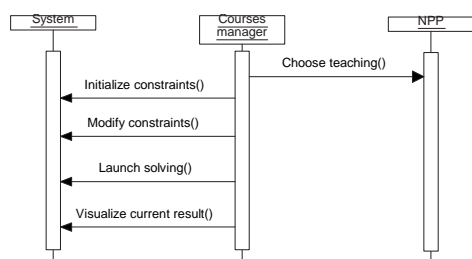 System
Courses
manager
NPP
Choose teaching()
Initialize constraints()
Modify constraints()
Launch solving()
Visualize current result()